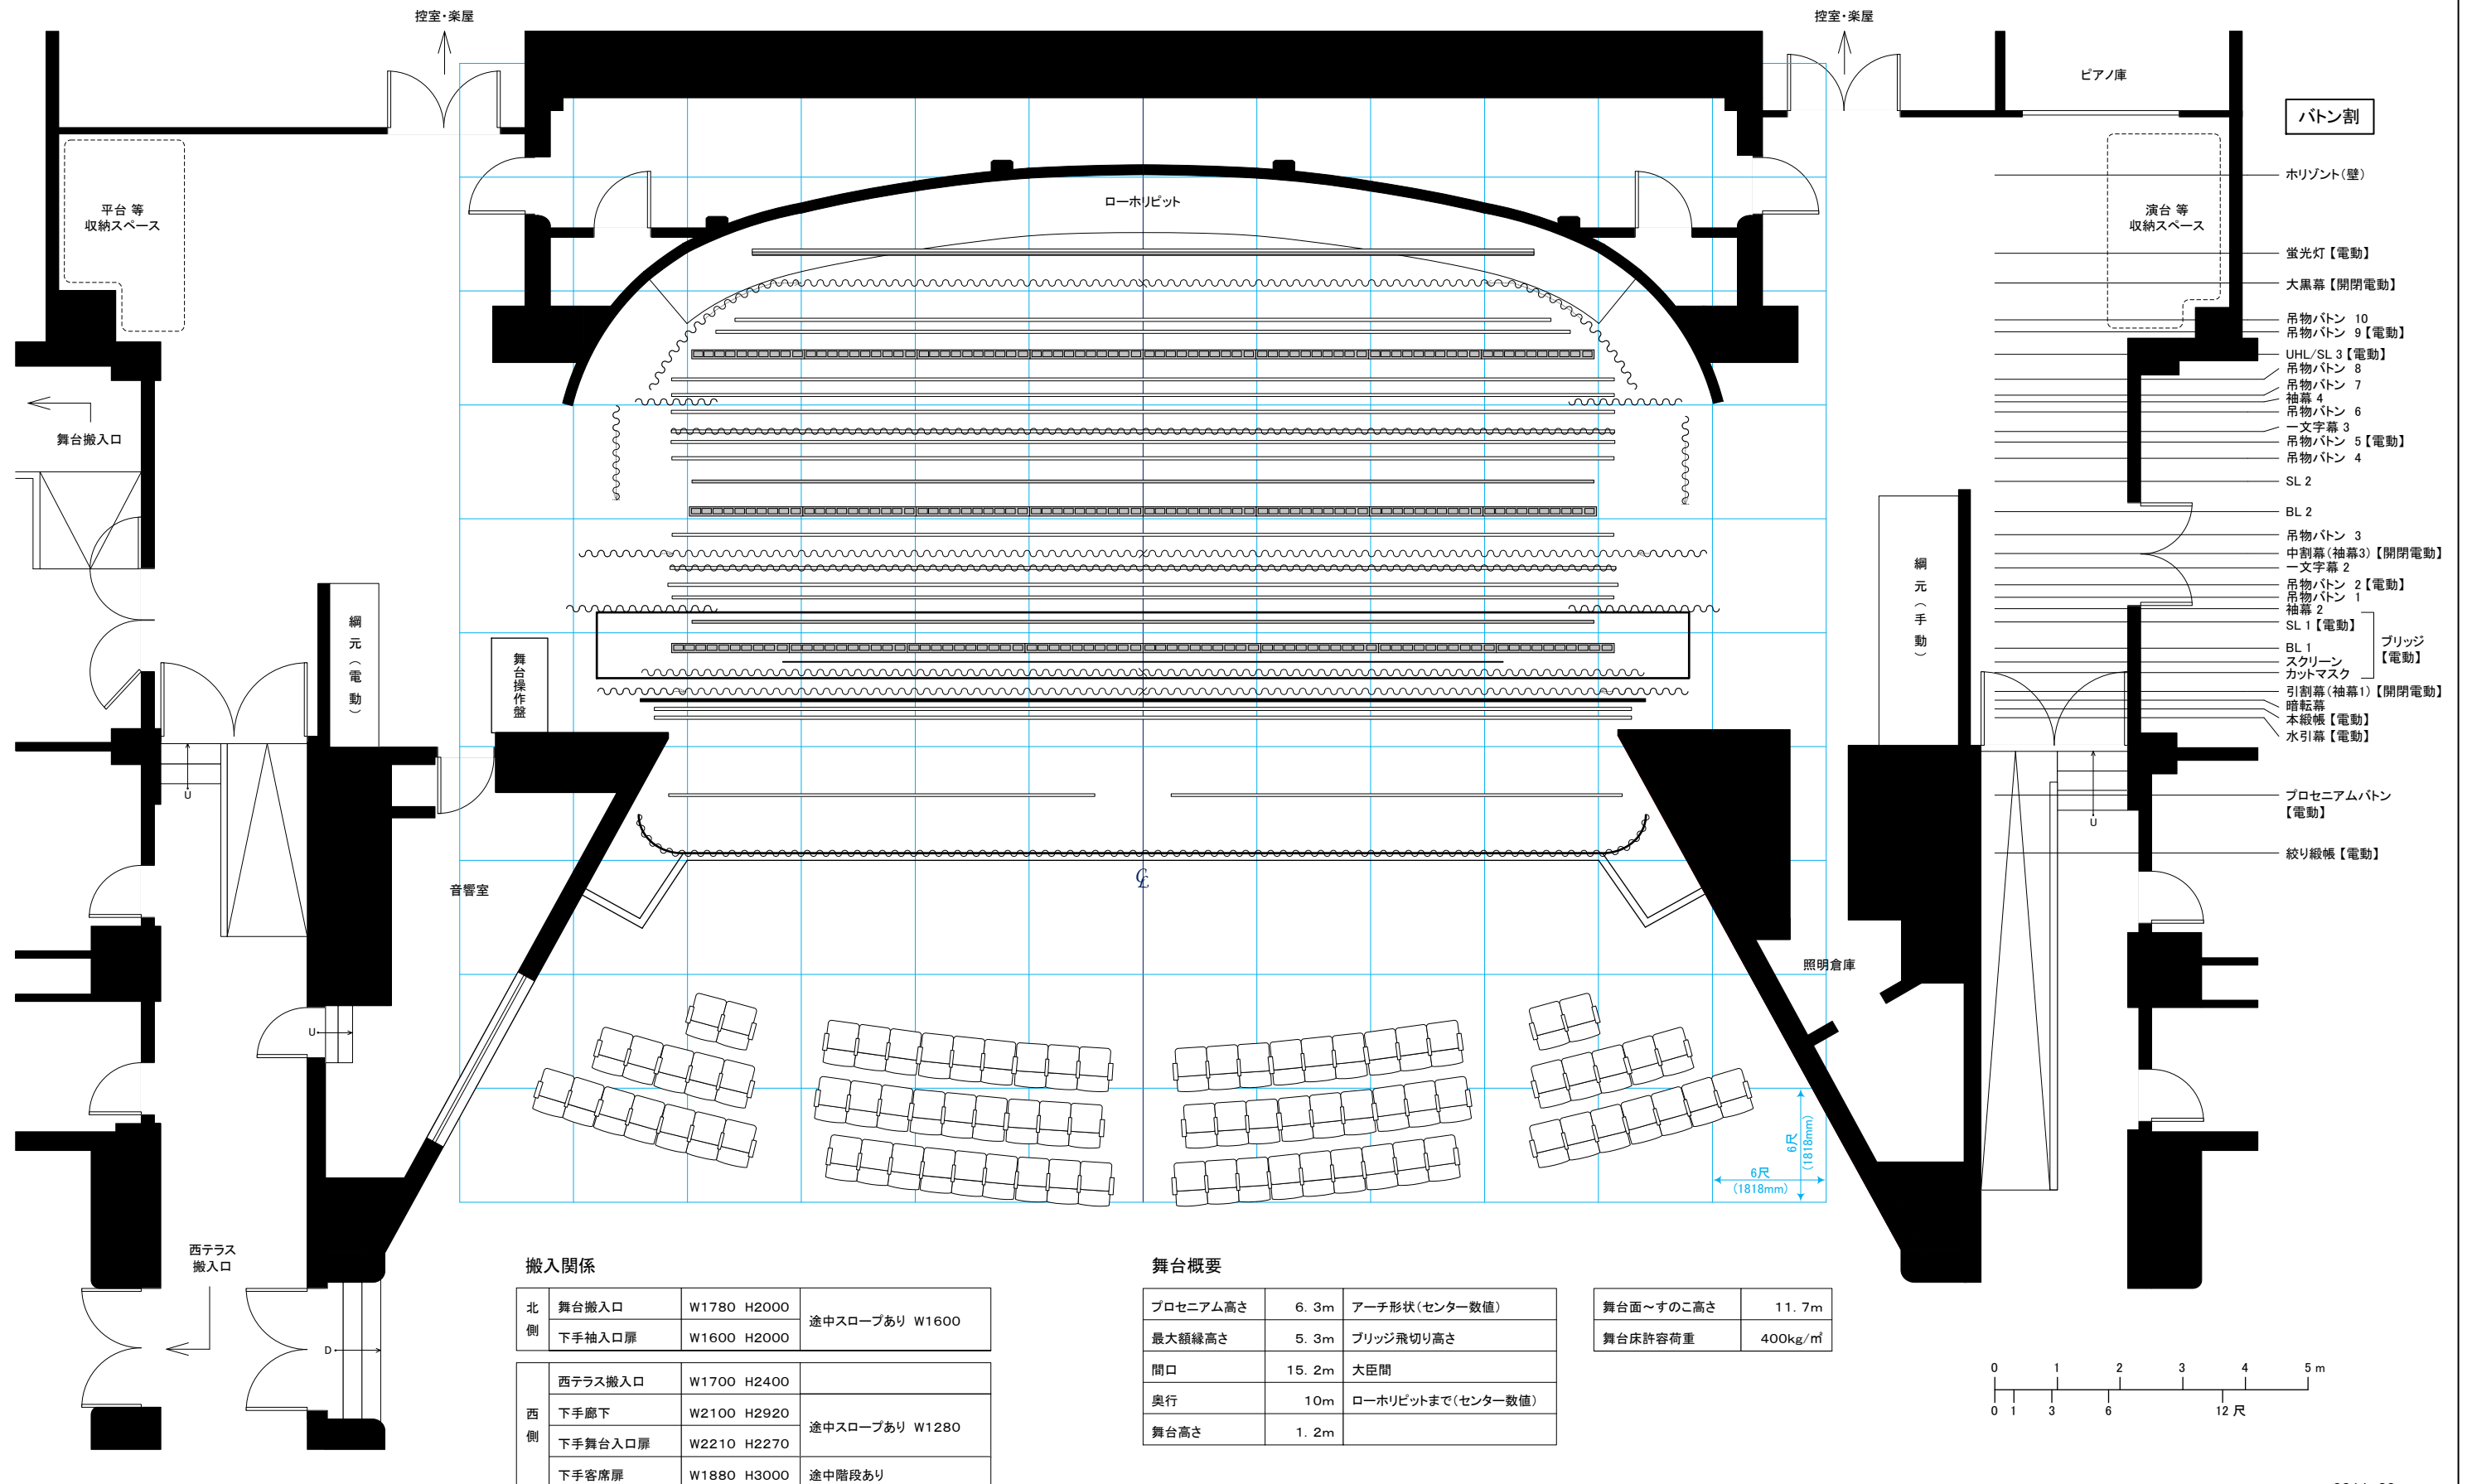 控室・楽屋
控室・楽屋
ピアノ庫
バトン割
平台 等
収納スペース
ローホリピット
演台 等
収納スペース
ホリゾント(壁)
蛍光灯【電動】
大黒幕【開閉電動】
吊物バトン 10
吊物バトン 9【電動】
UHL/SL 3【電動】
吊物バトン 8
吊物バトン 7
袖幕 4
吊物バトン 6
一文字幕 3
吊物バトン 5【電動】
吊物バトン 4
SL 2
BL 2
吊物バトン 3
中割幕(袖幕3)【開閉電動】
一文字幕 2
吊物バトン 2【電動】
吊物バトン 1
袖幕 2
SL 1【電動】
BL 1
スクリーン
カットマスク
ブリッジ
【電動】
引割幕(袖幕1)【開閉電動】
暗転幕
本緞帳【電動】
水引幕【電動】
プロセニアムバトン
【電動】
絞り緞帳【電動】
舞台搬入口
綱元(電動)
舞台操作盤
綱元(手動)
U
U
音響室
CL
照明倉庫
U
6尺
(1818mm)
6尺
(1818mm)
西テラス
搬入口
D
搬入関係
北側
舞台搬入口 W1780 H2000 途中スロープあり W1600
下手袖入口扉 W1600 H2000
西側
西テラス搬入口 W1700 H2400
下手廊下 W2100 H2920 途中スロープあり W1280
下手舞台入口扉 W2210 H2270
下手客席扉 W1880 H3000 途中階段あり
舞台概要
プロセニアム高さ 6.3m アーチ形状(センター数値)
最大額縁高さ 5.3m ブリッジ飛切り高さ
間口 15.2m 大臣間
奥行 10m ローホリピットまで(センター数値)
舞台高さ 1.2m
舞台面～すのこ高さ 11.7m
舞台床許容荷重 400kg/㎡
0 1 2 3 4 5 m
0 1 3 6 12 尺